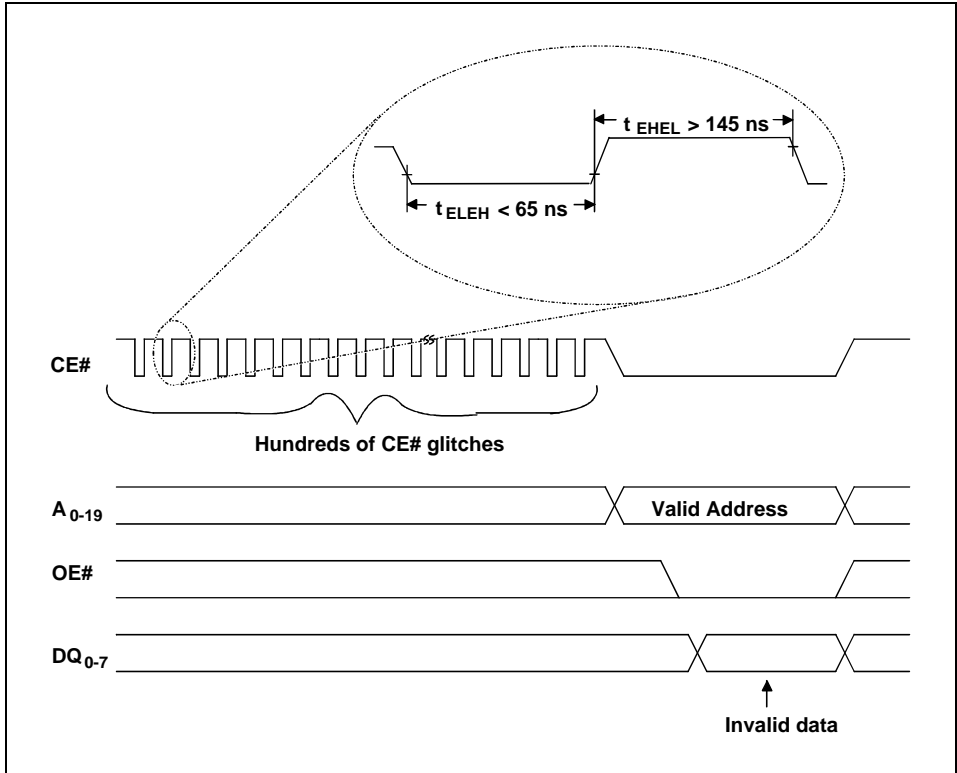 t EHEL > 145 ns
t ELEH < 65 ns
CE#
Hundreds of CE# glitches
A 0-19
Valid Address
OE#
DQ 0-7
Invalid data